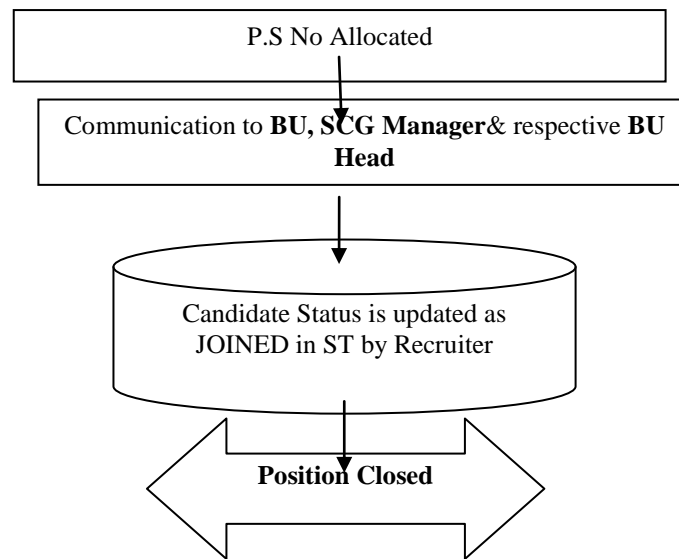 P.S No Allocated
Communication to BU, SCG Manager& respective BU
Head
Candidate Status is updated as
JOINED in ST by Recruiter
Position Closed